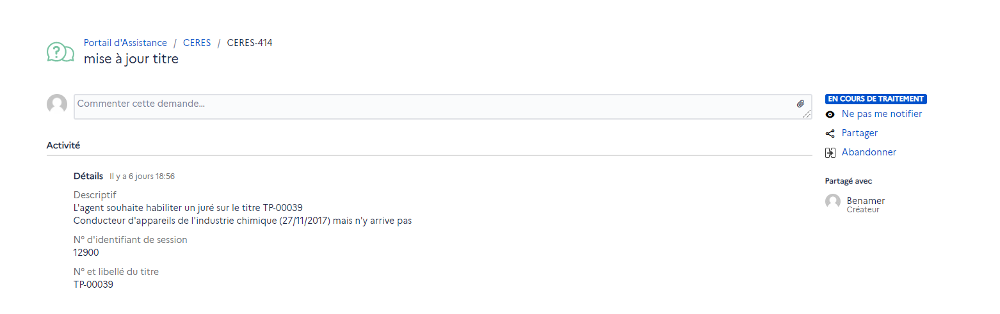 Portail d'Assistance / CERES / CERES-414
mise à jour titre
Commenter cette demande...
EN COURS DE TRAITEMENT
Ne pas me notifier
Partager
Abandonner
Activité
Détails Il y a 6 jours 18:56
Descriptif
L'agent souhaite habiliter un juré sur le titre TP-00039
Conducteur d'appareils de l'industrie chimique (27/11/2017) mais n'y arrive pas
N° d'identifiant de session
12900
N° et libellé du titre
TP-00039
Partagé avec
Benamer
Créateur